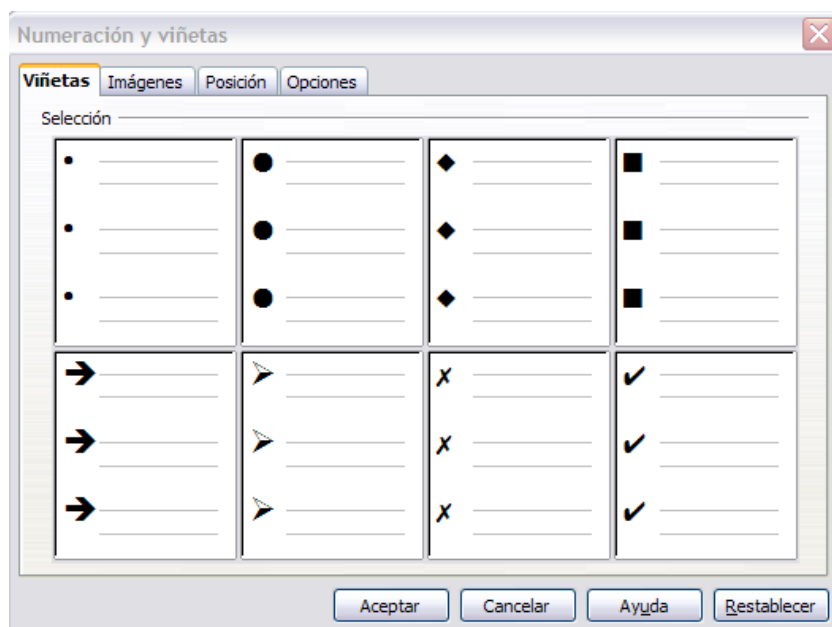 Numeración y viñetas
Viñetas Imágenes Posición Opciones
Selección
Aceptar Cancelar Ayuda Restablecer